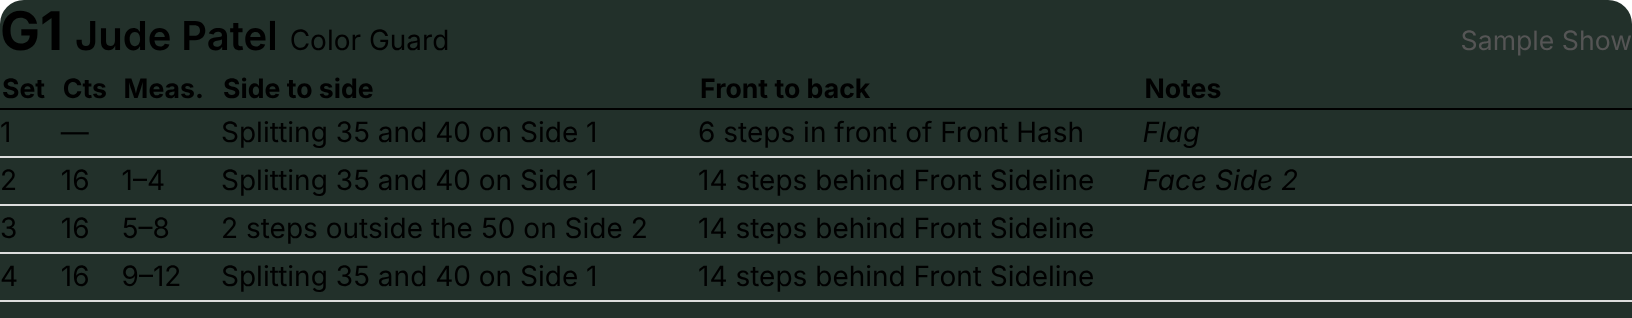 G1 Jude Patel Color Guard Sample Show
Set Cts Meas. Side to side Front to back Notes
1 — Splitting 35 and 40 on Side 1 6 steps in front of Front Hash Flag
2 16 1–4 Splitting 35 and 40 on Side 1 14 steps behind Front Sideline Face Side 2
3 16 5–8 2 steps outside the 50 on Side 2 14 steps behind Front Sideline
4 16 9–12 Splitting 35 and 40 on Side 1 14 steps behind Front Sideline